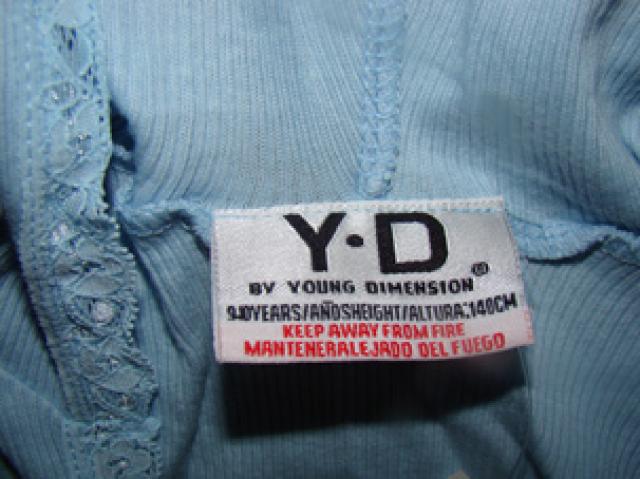 Y·D
BY YOUNG DIMENSION®
9-10YEARS/AÑOSHEIGHT/ALTURA:140CM
KEEP AWAY FROM FIRE
MANTENERALEJADO DEL FUEGO